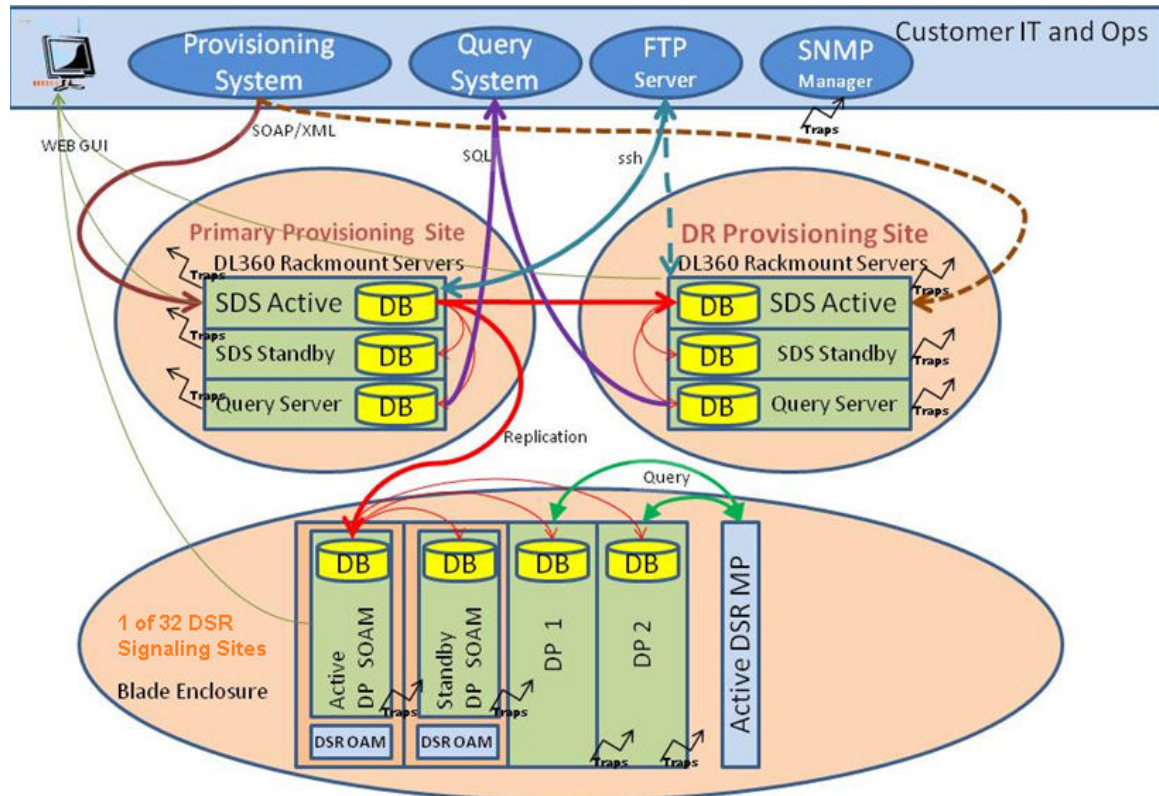 Customer IT and Ops
Provisioning
System
Query
System
FTP
Server
SNMP
Manager
Traps
WEB GUI
SOAP/XML
SQL
ssh
Primary Provisioning Site
DL360 Rackmount Servers
Traps
SDS Active
DB
Traps
SDS Standby
DB
Traps
Query Server
DB
DR Provisioning Site
DL360 Rackmount Servers
Traps
DB
SDS Active
DB
SDS Standby
Traps
DB
Query Server
Traps
Replication
Query
1 of 32 DSR
Signaling Sites
Blade Enclosure
DB
Active
DP SOAM
Traps
DSR OAM
DB
Standby
DP SOAM
Traps
DSR OAM
DB
DP 1
Traps
DB
DP 2
Traps
Active DSR MP